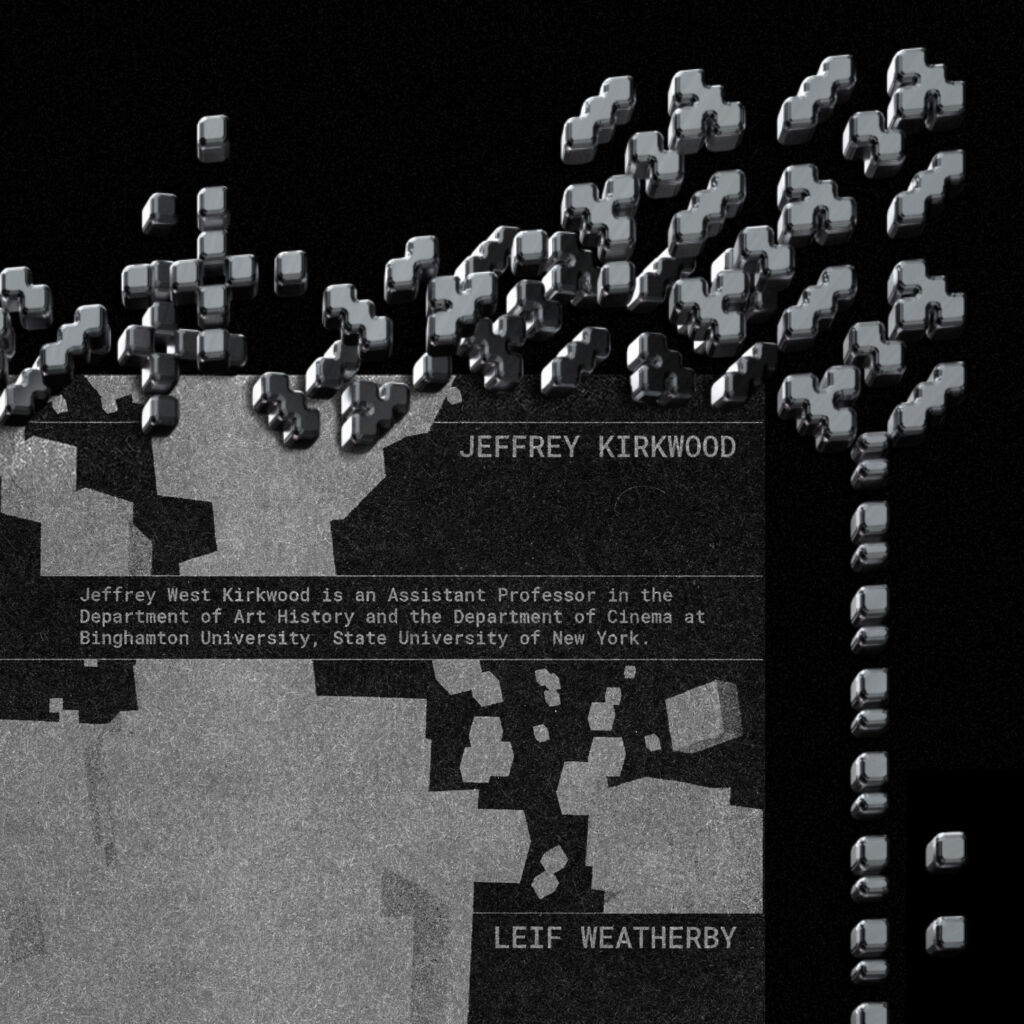 JEFFREY KIRKWOOD
Jeffrey West Kirkwood is an Assistant Professor in the
Department of Art History and the Department of Cinema at
Binghamton University, State University of New York.
LEIF WEATHERBY